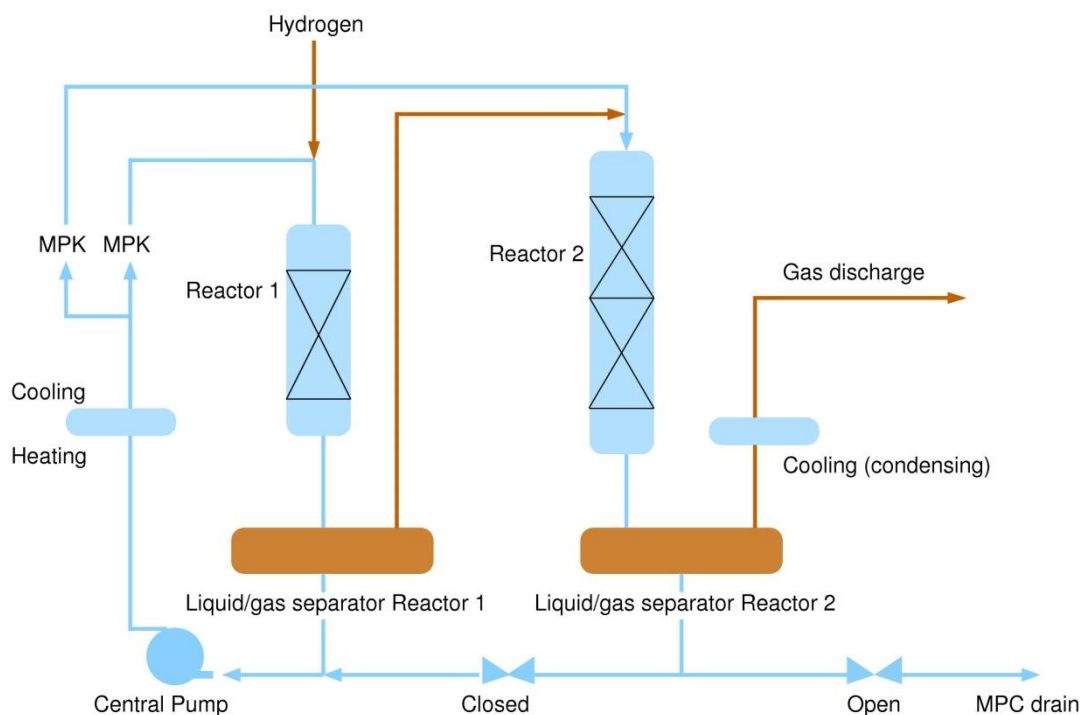 Hydrogen
MPK MPK
Reactor 1
Reactor 2
Gas discharge
Cooling
Heating
Cooling (condensing)
Liquid/gas separator Reactor 1
Liquid/gas separator Reactor 2
Central Pump
Closed
Open
MPC drain